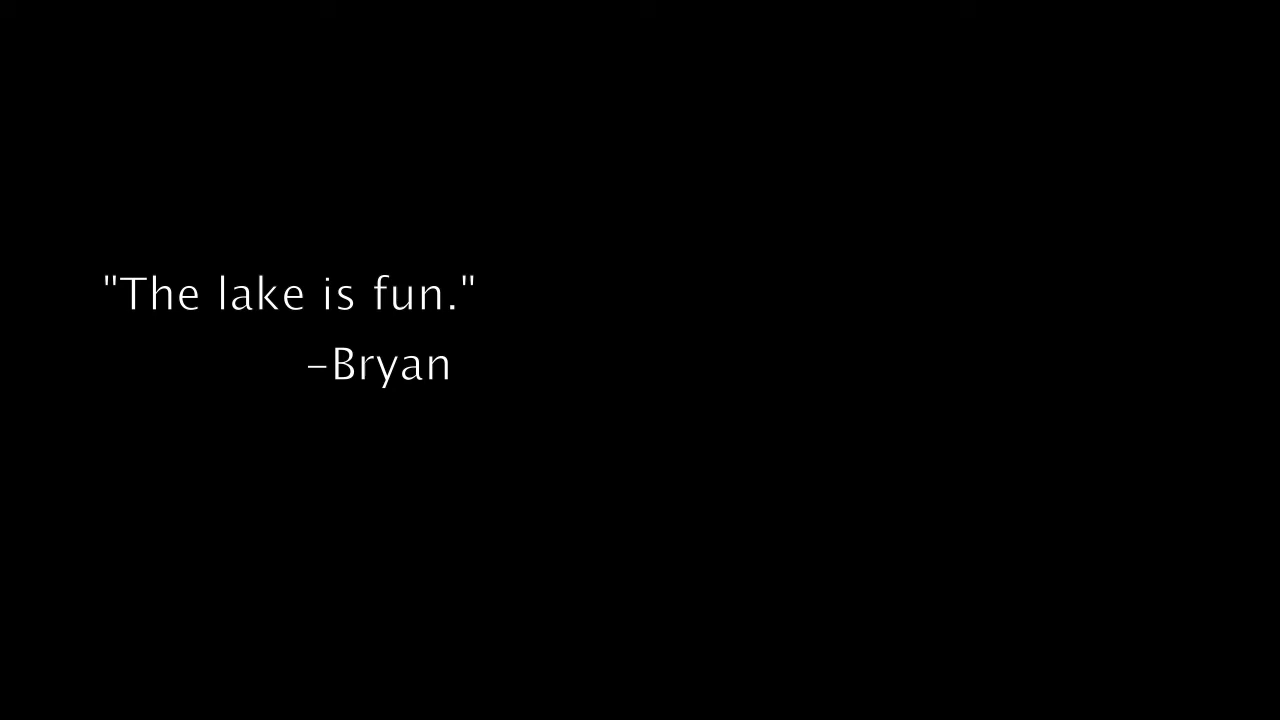 "The lake is fun."
–Bryan